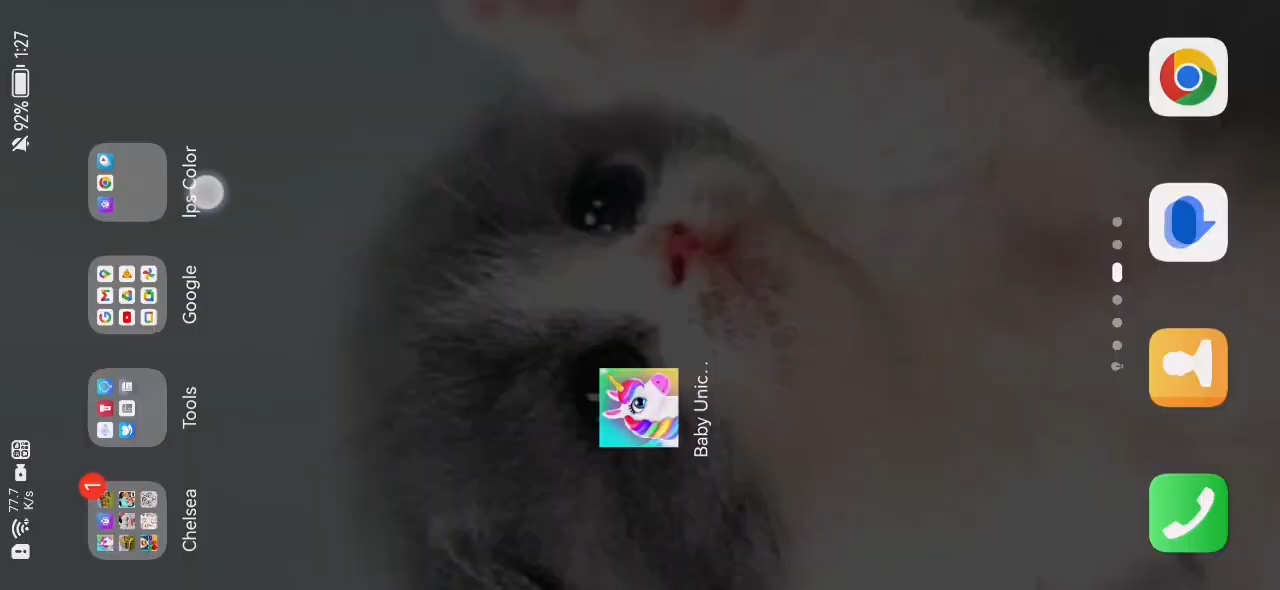 77.7
K/s
92% 1:27
1
Chelsea
Tools
Google
Ips Color
Baby Unic...